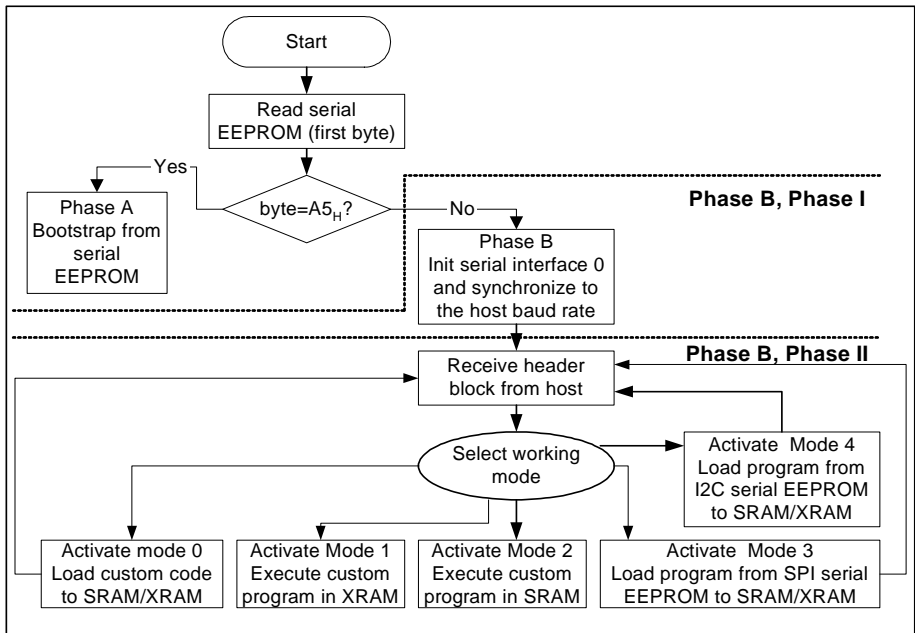 Start
Read serial
EEPROM (first byte)
Yes
byte=A5H?
No
Phase B, Phase I
Phase A
Bootstrap from
serial
EEPROM
Phase B
Init serial interface 0
and synchronize to
the host baud rate
Phase B, Phase II
Receive header
block from host
Select working
mode
Activate  Mode 4
Load program from
I2C serial EEPROM
to SRAM/XRAM
Activate mode 0
Load custom code
to SRAM/XRAM
Activate Mode 1
Execute custom
program in XRAM
Activate Mode 2
Execute custom
program in SRAM
Activate  Mode 3
Load program from SPI serial
EEPROM to SRAM/XRAM